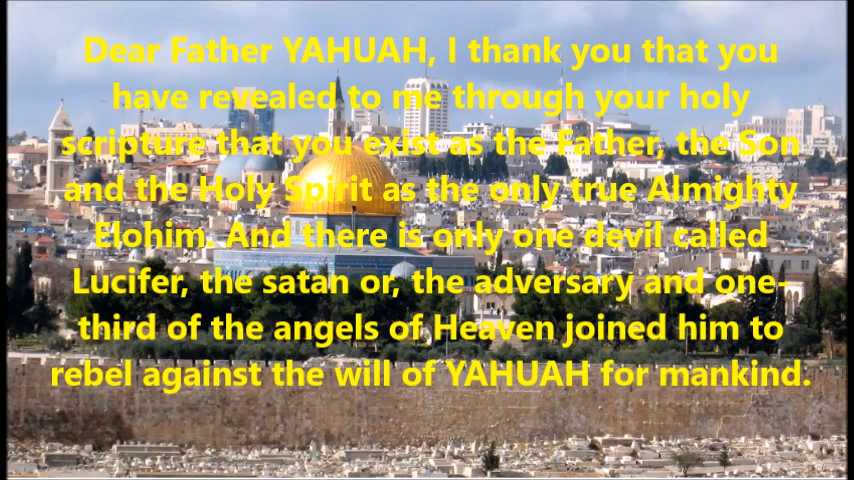 Dear Father YAHUAH, I thank you that you
have revealed to me through your holy
scripture that you exist as the Father, the Son
and the Holy Spirit as the only true Almighty
Elohim. And there is only one devil called
Lucifer, the satan or, the adversary and one-
third of the angels of Heaven joined him to
rebel against the will of YAHUAH for mankind.